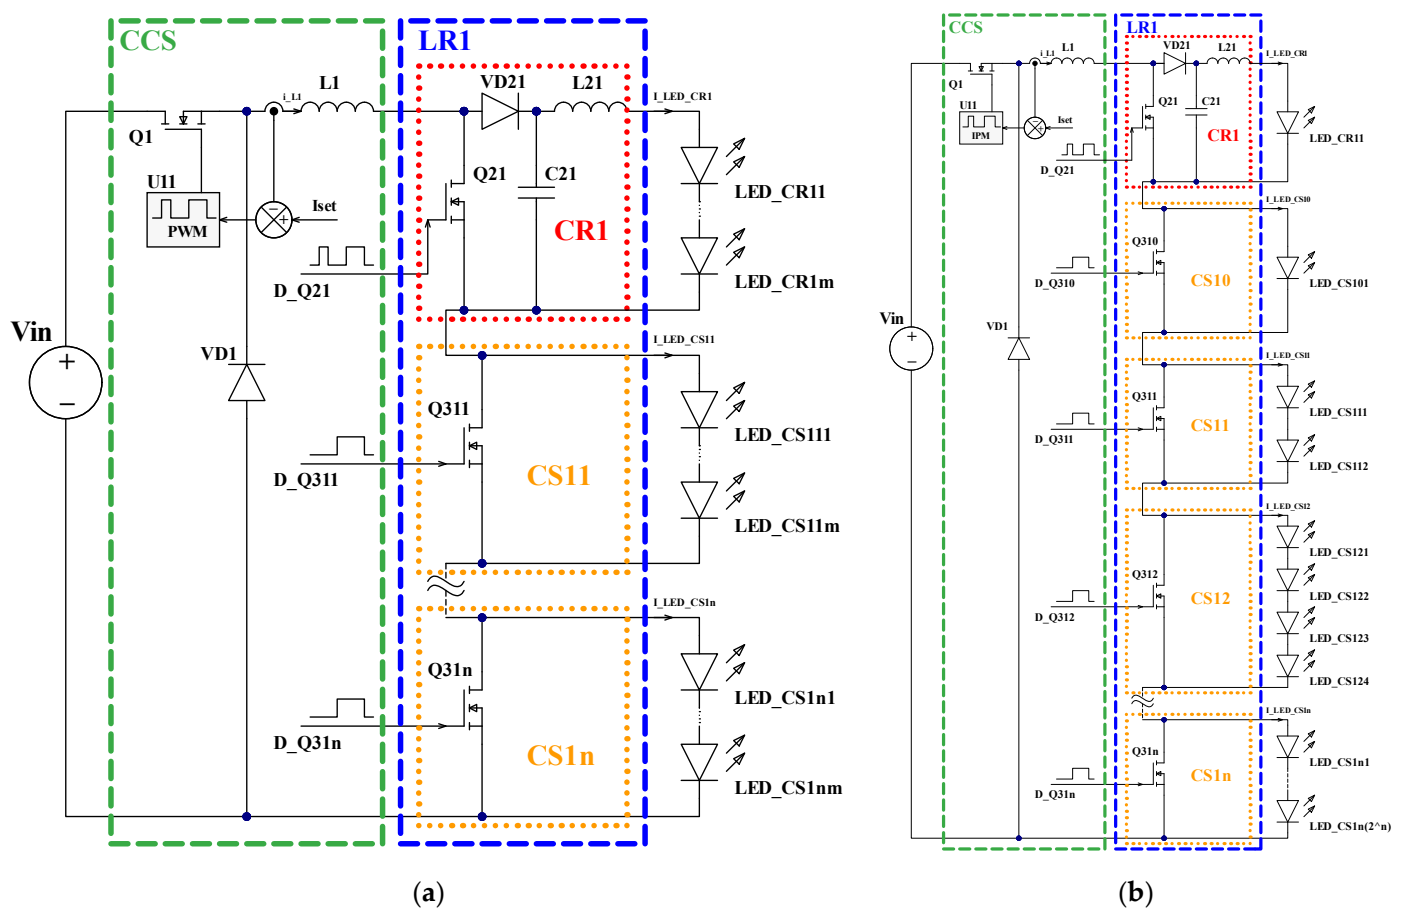 CCS
LR1
VD21
L21
i_L1
L1
I_LED_CR1
Q1
Q21
C21
U11
LED_CR11
Iset
PWM
CR1
D_Q21
LED_CR1m
Vin
VD1
I_LED_CS11
Q311
LED_CS111
D_Q311
CS11
LED_CS11m
I_LED_CS1n
Q31n
LED_CS1n1
D_Q31n
CS1n
LED_CS1nm
(a)
CCS
LR1
VD21
L21
i_L1
L1
I_LED_CR1
Q1
Q21
C21
U11
Iset
IPM
CR1
LED_CR11
D_Q21
I_LED_CS10
Q310
D_Q310
CS10
LED_CS101
Vin
VD1
I_LED_CS11
Q311
LED_CS111
D_Q311
CS11
LED_CS112
I_LED_CS12
LED_CS121
Q312
LED_CS122
D_Q312
CS12
LED_CS123
LED_CS124
I_LED_CS1n
Q31n
LED_CS1n1
D_Q31n
CS1n
LED_CS1n(2^n)
(b)